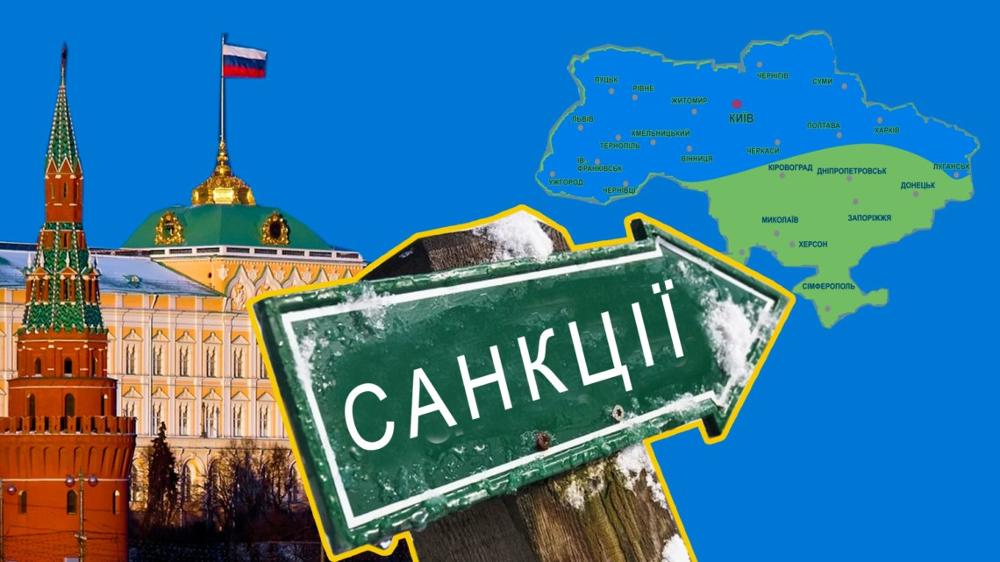 САНКЦІЇ
ЧЕРНІГІВ
ЛУЦЬК
РІВНЕ
СУМИ
ЖИТОМИР
КИЇВ
ЛЬВІВ
ПОЛТАВА
ХАРКІВ
ХМЕЛЬНИЦЬКИЙ
ТЕРНОПІЛЬ
ЧЕРКАСИ
ВІННИЦЯ
ІВ.-
ФРАНКІВСЬК
КІРОВОГРАД
ДНІПРОПЕТРОВСЬК
ЛУГАНСЬК
УЖГОРОД
ЧЕРНІВЦІ
ДОНЕЦЬК
МИКОЛАЇВ
ЗАПОРІЖЖЯ
ХЕРСОН
СІМФЕРОПОЛЬ